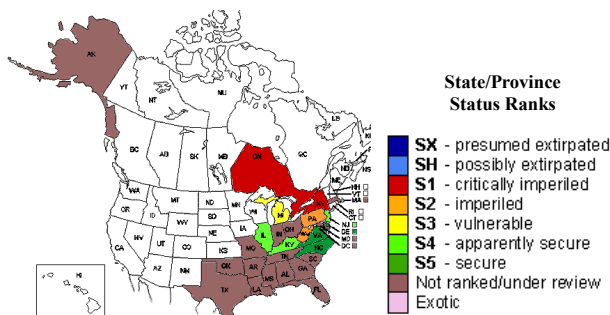 AK
YT
NT
NU
BC
AB
SK
MB
ON
QC
LB
NB
NS
WA
MT
ND
MN
WI
MI
ME
NH
VT
MA
RI
OR
ID
WY
SD
IA
NE
NY
PA
NJ
DE
MD
DC
CA
NV
UT
CO
KS
MO
IL
IN
OH
KY
VA
NC
TN
SC
AZ
NM
OK
AR
TX
LA
MS
AL
GA
FL
HI
State/Province
Status Ranks
SX - presumed extirpated
SH - possibly extirpated
S1 - critically imperiled
S2 - imperiled
S3 - vulnerable
S4 - apparently secure
S5 - secure
Not ranked/under review
Exotic